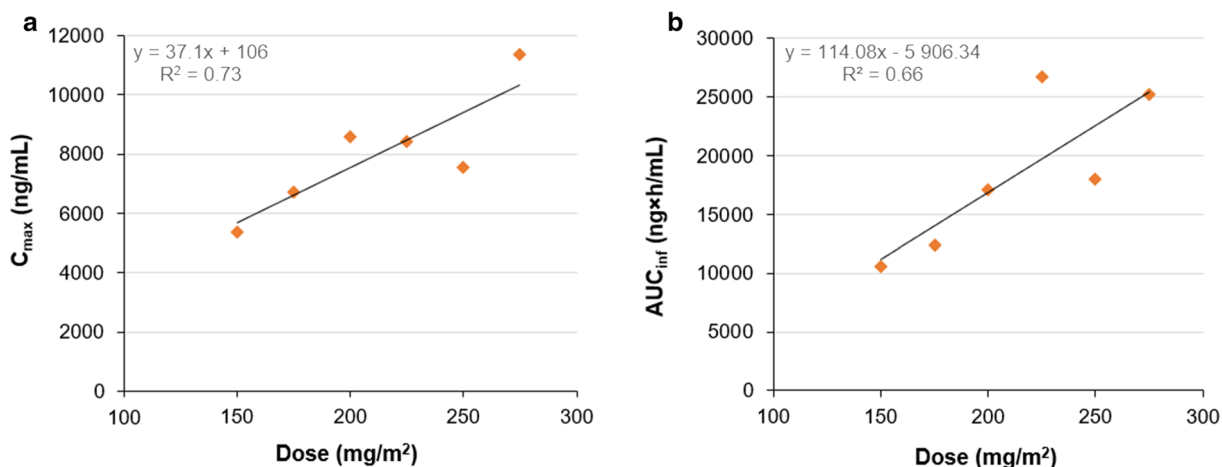 a
y = 37.1x + 106
R² = 0.73
12000
10000
8000
6000
4000
2000
0
100 150 200 250 300
Cmax (ng/mL)
Dose (mg/m²)
b
y = 114.08x - 5 906.34
R² = 0.66
30000
25000
20000
15000
10000
5000
0
100 150 200 250 300
AUCinf (ng×h/mL)
Dose (mg/m²)